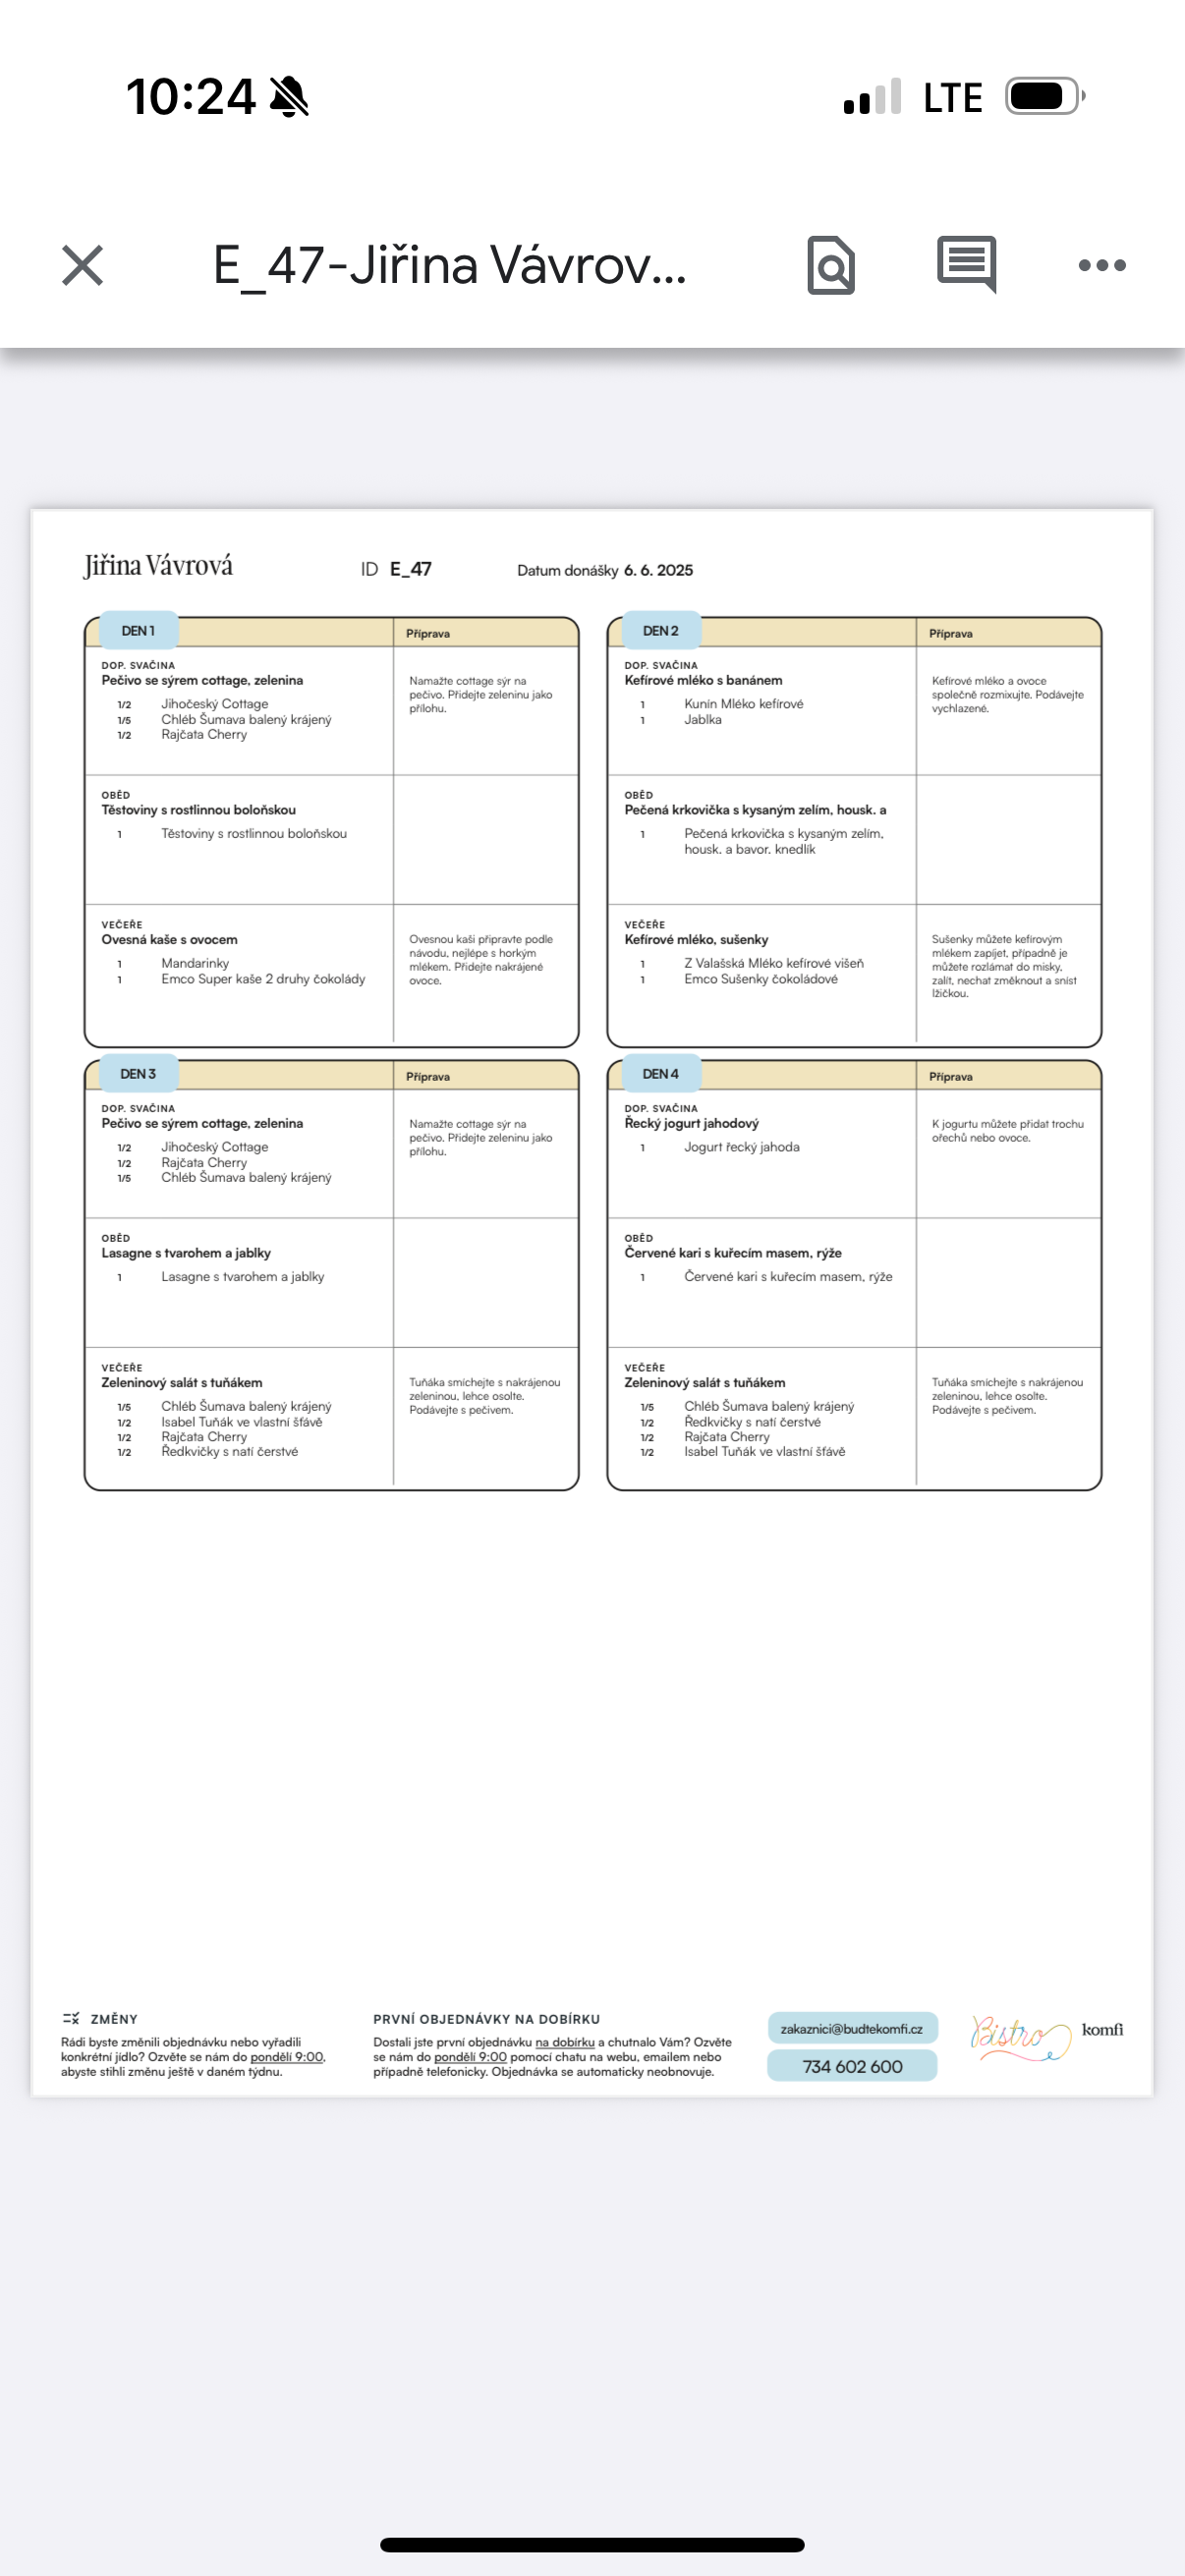 10:24
LTE
E_47-Jiřina Vávrov...
Jiřina Vávrová
ID E_47
Datum donášky 6. 6. 2025
DEN 1
Příprava
DOP. SVAČINA
Pečivo se sýrem cottage, zelenina
1/2 Jihočeský Cottage
1/5 Chléb Šumava balený krájený
1/2 Rajčata Cherry
Namažte cottage sýr na
pečivo. Přidejte zeleninu jako
přílohu.
OBĚD
Těstoviny s rostlinnou boloňskou
1 Těstoviny s rostlinnou boloňskou
VEČEŘE
Ovesná kaše s ovocem
1 Mandarinky
1 Emco Super kaše 2 druhy čokolády
Ovesnou kaši připravte podle
návodu, nejlépe s horkým
mlékem. Přidejte nakrájené
ovoce.
DEN 2
Příprava
DOP. SVAČINA
Kefírové mléko s banánem
1 Kunín Mléko kefírové
1 Jablka
Kefírové mléko a ovoce
společně rozmixujte. Podávejte
vychlazené.
OBĚD
Pečená krkovička s kysaným zelím, housk. a
1 Pečená krkovička s kysaným zelím,
housk. a bavor. knedlík
VEČEŘE
Kefírové mléko, sušenky
1 Z Valašská Mléko kefírové višeň
1 Emco Sušenky čokoládové
Sušenky můžete kefírovým
mlékem zapíjet, případně je
můžete rozlámat do misky,
zalít, nechat změknout a sníst
lžičkou.
DEN 3
Příprava
DOP. SVAČINA
Pečivo se sýrem cottage, zelenina
1/2 Jihočeský Cottage
1/2 Rajčata Cherry
1/5 Chléb Šumava balený krájený
Namažte cottage sýr na
pečivo. Přidejte zeleninu jako
přílohu.
OBĚD
Lasagne s tvarohem a jablky
1 Lasagne s tvarohem a jablky
VEČEŘE
Zeleninový salát s tuňákem
1/5 Chléb Šumava balený krájený
1/2 Isabel Tuňák ve vlastní šťávě
1/2 Rajčata Cherry
1/2 Ředkvičky s natí čerstvé
Tuňáka smíchejte s nakrájenou
zeleninou, lehce osolte.
Podávejte s pečivem.
DEN 4
Příprava
DOP. SVAČINA
Řecký jogurt jahodový
1 Jogurt řecký jahoda
K jogurtu můžete přidat trochu
ořechů nebo ovoce.
OBĚD
Červené kari s kuřecím masem, rýže
1 Červené kari s kuřecím masem, rýže
VEČEŘE
Zeleninový salát s tuňákem
1/5 Chléb Šumava balený krájený
1/2 Ředkvičky s natí čerstvé
1/2 Rajčata Cherry
1/2 Isabel Tuňák ve vlastní šťávě
Tuňáka smíchejte s nakrájenou
zeleninou, lehce osolte.
Podávejte s pečivem.
ZMĚNY
Rádi byste změnili objednávku nebo vyřadili
konkrétní jídlo? Ozvěte se nám do pondělí 9:00,
abyste stihli změnu ještě v daném týdnu.
PRVNÍ OBJEDNÁVKY NA DOBÍRKU
Dostali jste první objednávku na dobírku a chutnalo Vám? Ozvěte
se nám do pondělí 9:00 pomocí chatu na webu, emailem nebo
případně telefonicky. Objednávka se automaticky neobnovuje.
zakaznici@budtekomfi.cz
734 602 600
Bistro
komfi